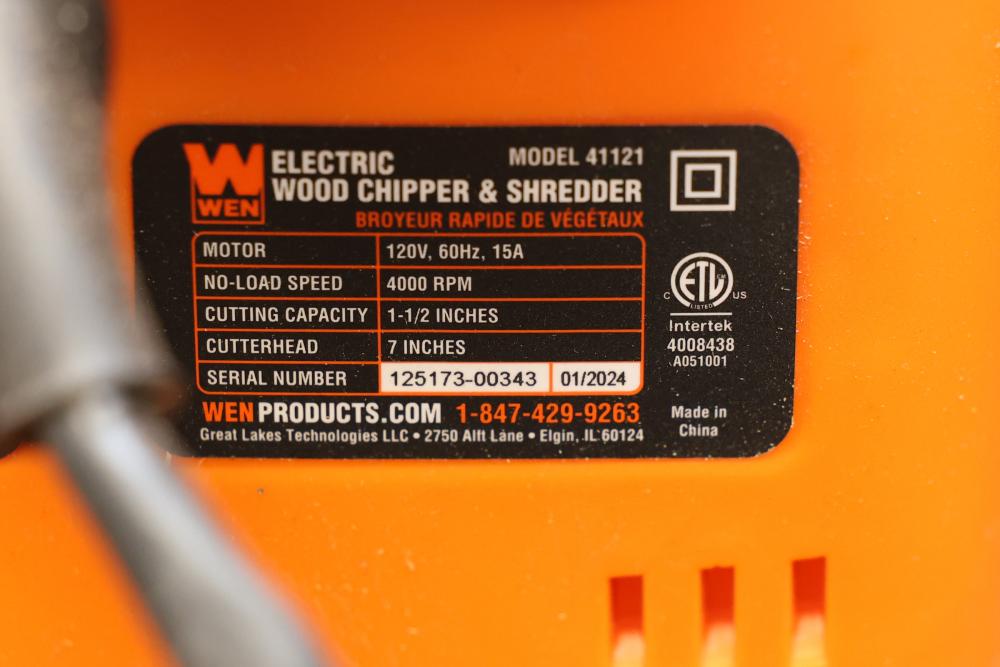 WEN
ELECTRIC MODEL 41121
WOOD CHIPPER & SHREDDER
BROYEUR RAPIDE DE VÉGÉTAUX
MOTOR 120V, 60Hz, 15A
NO-LOAD SPEED 4000 RPM
CUTTING CAPACITY 1-1/2 INCHES
CUTTERHEAD 7 INCHES
SERIAL NUMBER 125173-00343 01/2024
WENPRODUCTS.COM 1-847-429-9263
Great Lakes Technologies LLC • 2750 Alft Lane • Elgin, IL 60124
ETL CM
LISTED
C US
Intertek
4008438
A051001
Made in
China